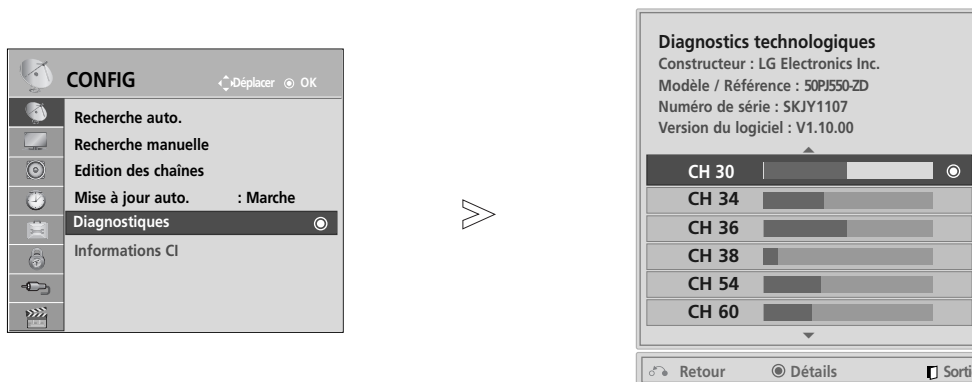 CONFIG
Déplacer OK
Recherche auto.
Recherche manuelle
Edition des chaînes
Mise à jour auto. : Marche
Diagnostiques
Informations CI
Diagnostics technologiques
Constructeur : LG Electronics Inc.
Modèle / Référence : 50PJ550-ZD
Numéro de série : SKJY1107
Version du logiciel : V1.10.00
CH 30
CH 34
CH 36
CH 38
CH 54
CH 60
Retour Détails Sorti